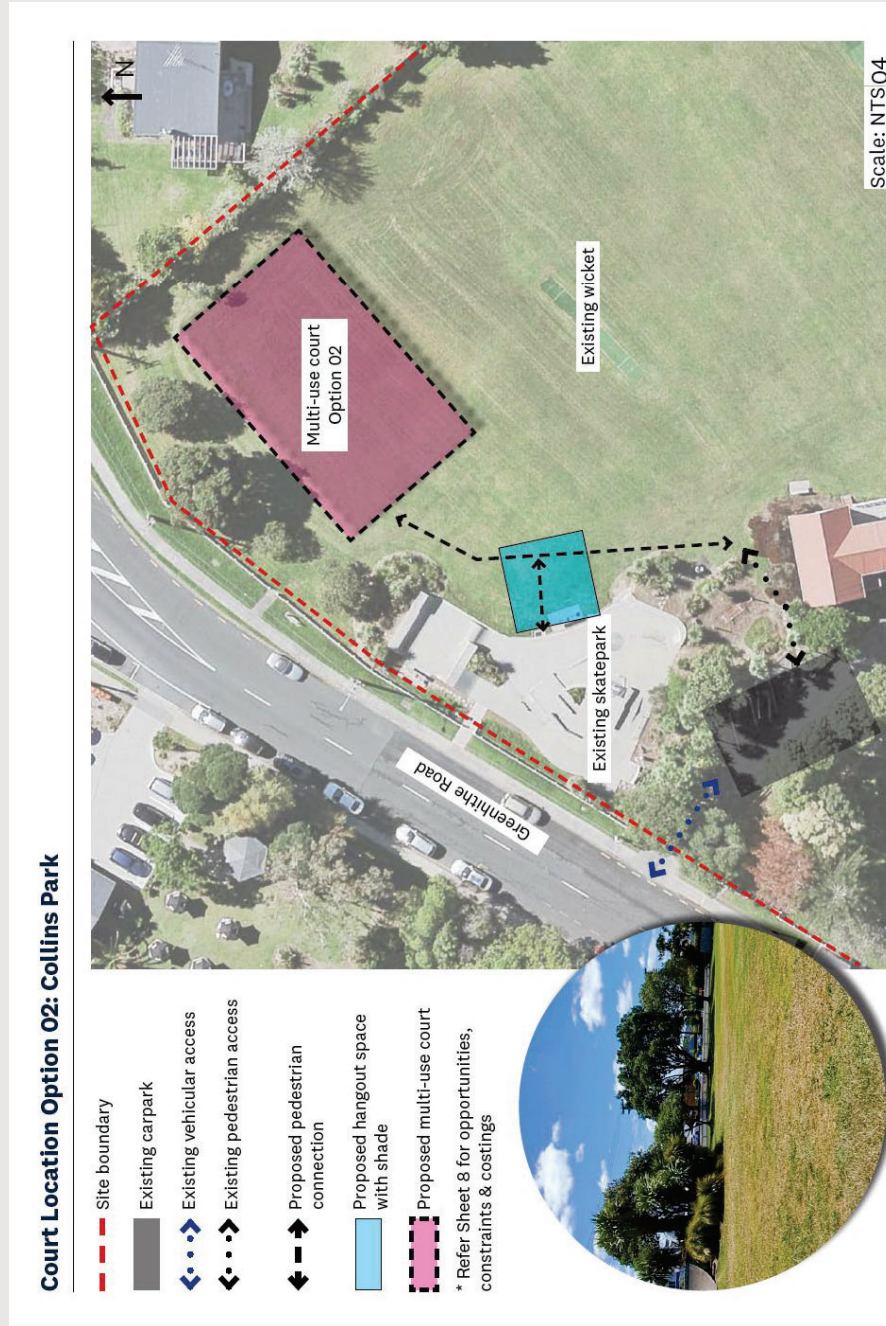 Court Location Option 02: Collins Park
Site boundary
Existing carpark
Existing vehicular access
Existing pedestrian access
Proposed pedestrian
connection
Proposed hangout space
with shade
Proposed multi-use court
* Refer Sheet 8 for opportunities,
constraints & costings
N
Multi-use court
Option 02
Existing wicket
Greenhithe Road
Existing skatepark
Scale: NTS
04